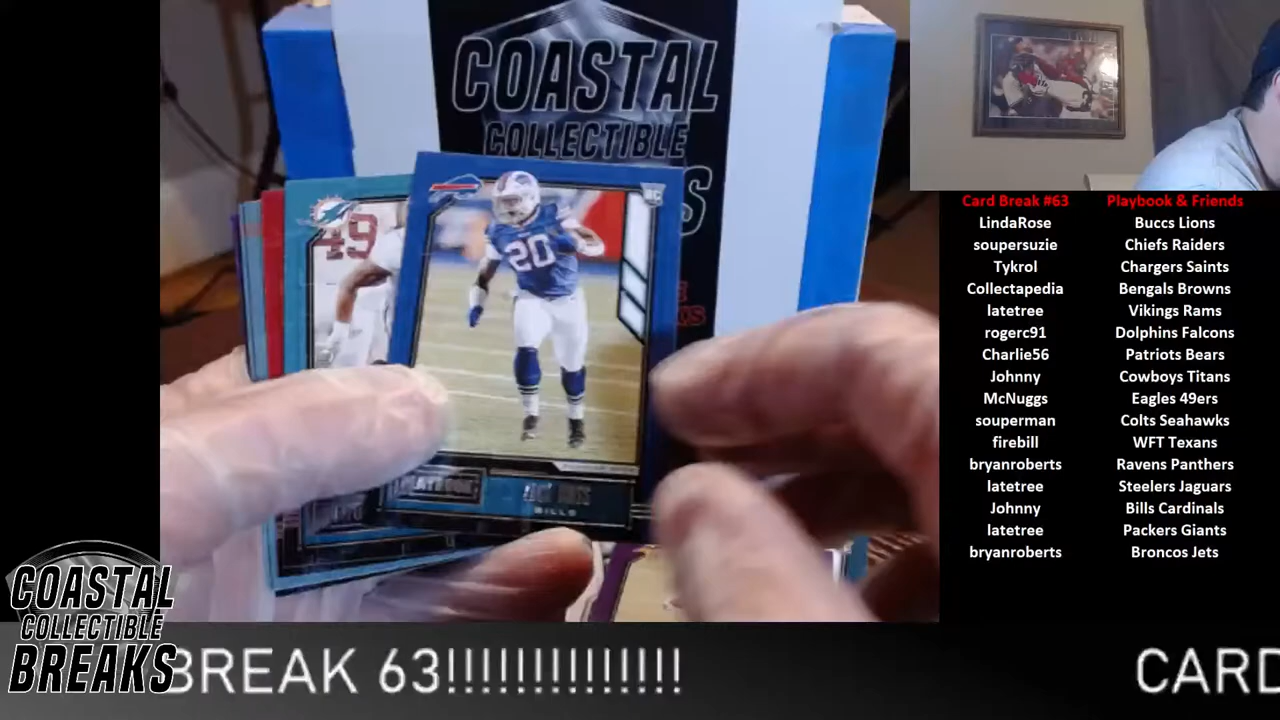 COASTAL
COLLECTIBLE
S
49
20
RC
PLAYBOOK
BILLS
Card Break #63 Playbook & Friends
LindaRose Buccs Lions
soupersuzie Chiefs Raiders
Tykrol Chargers Saints
Collectapedia Bengals Browns
latetree Vikings Rams
rogerc91 Dolphins Falcons
Charlie56 Patriots Bears
Johnny Cowboys Titans
McNuggs Eagles 49ers
souperman Colts Seahawks
firebill WFT Texans
bryanroberts Ravens Panthers
latetree Steelers Jaguars
Johnny Bills Cardinals
latetree Packers Giants
bryanroberts Broncos Jets
COASTAL
COLLECTIBLE
BREAKS
BREAK 63!!!!!!!!!!!!!! CARD